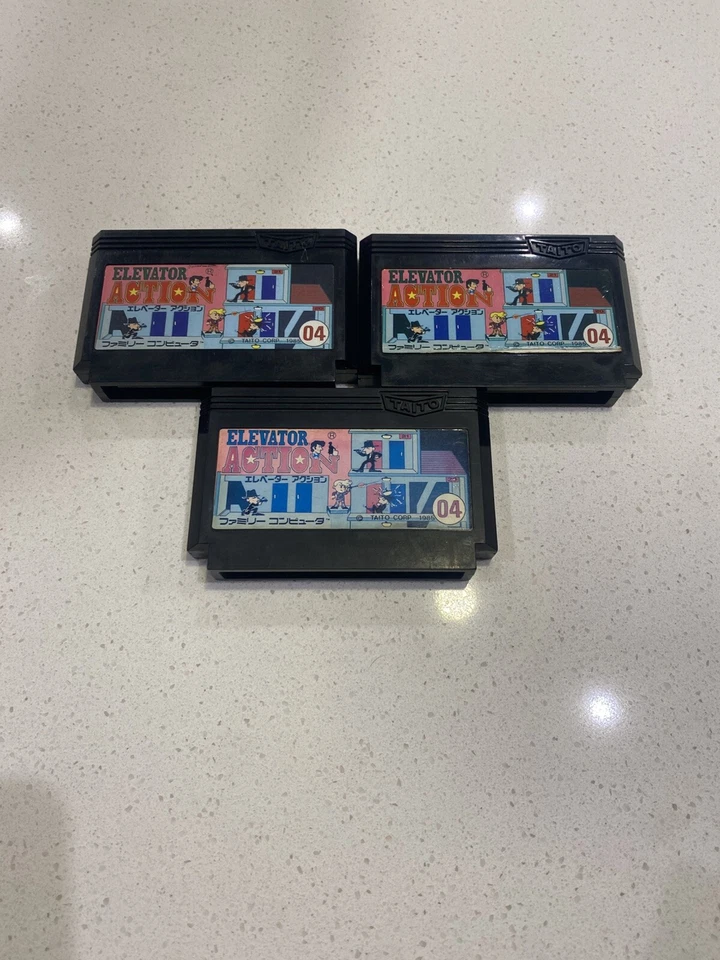 TAITO
ELEVATOR
ACTION
エレベーター アクション
ファミリーコンピュータ
© TAITO CORP. 1985
04
TAITO
ELEVATOR
ACTION
エレベーター アクション
ファミリーコンピュータ
© TAITO CORP. 1985
04
TAITO
ELEVATOR
ACTION
エレベーター アクション
ファミリーコンピュータ™
© TAITO CORP. 1985
04